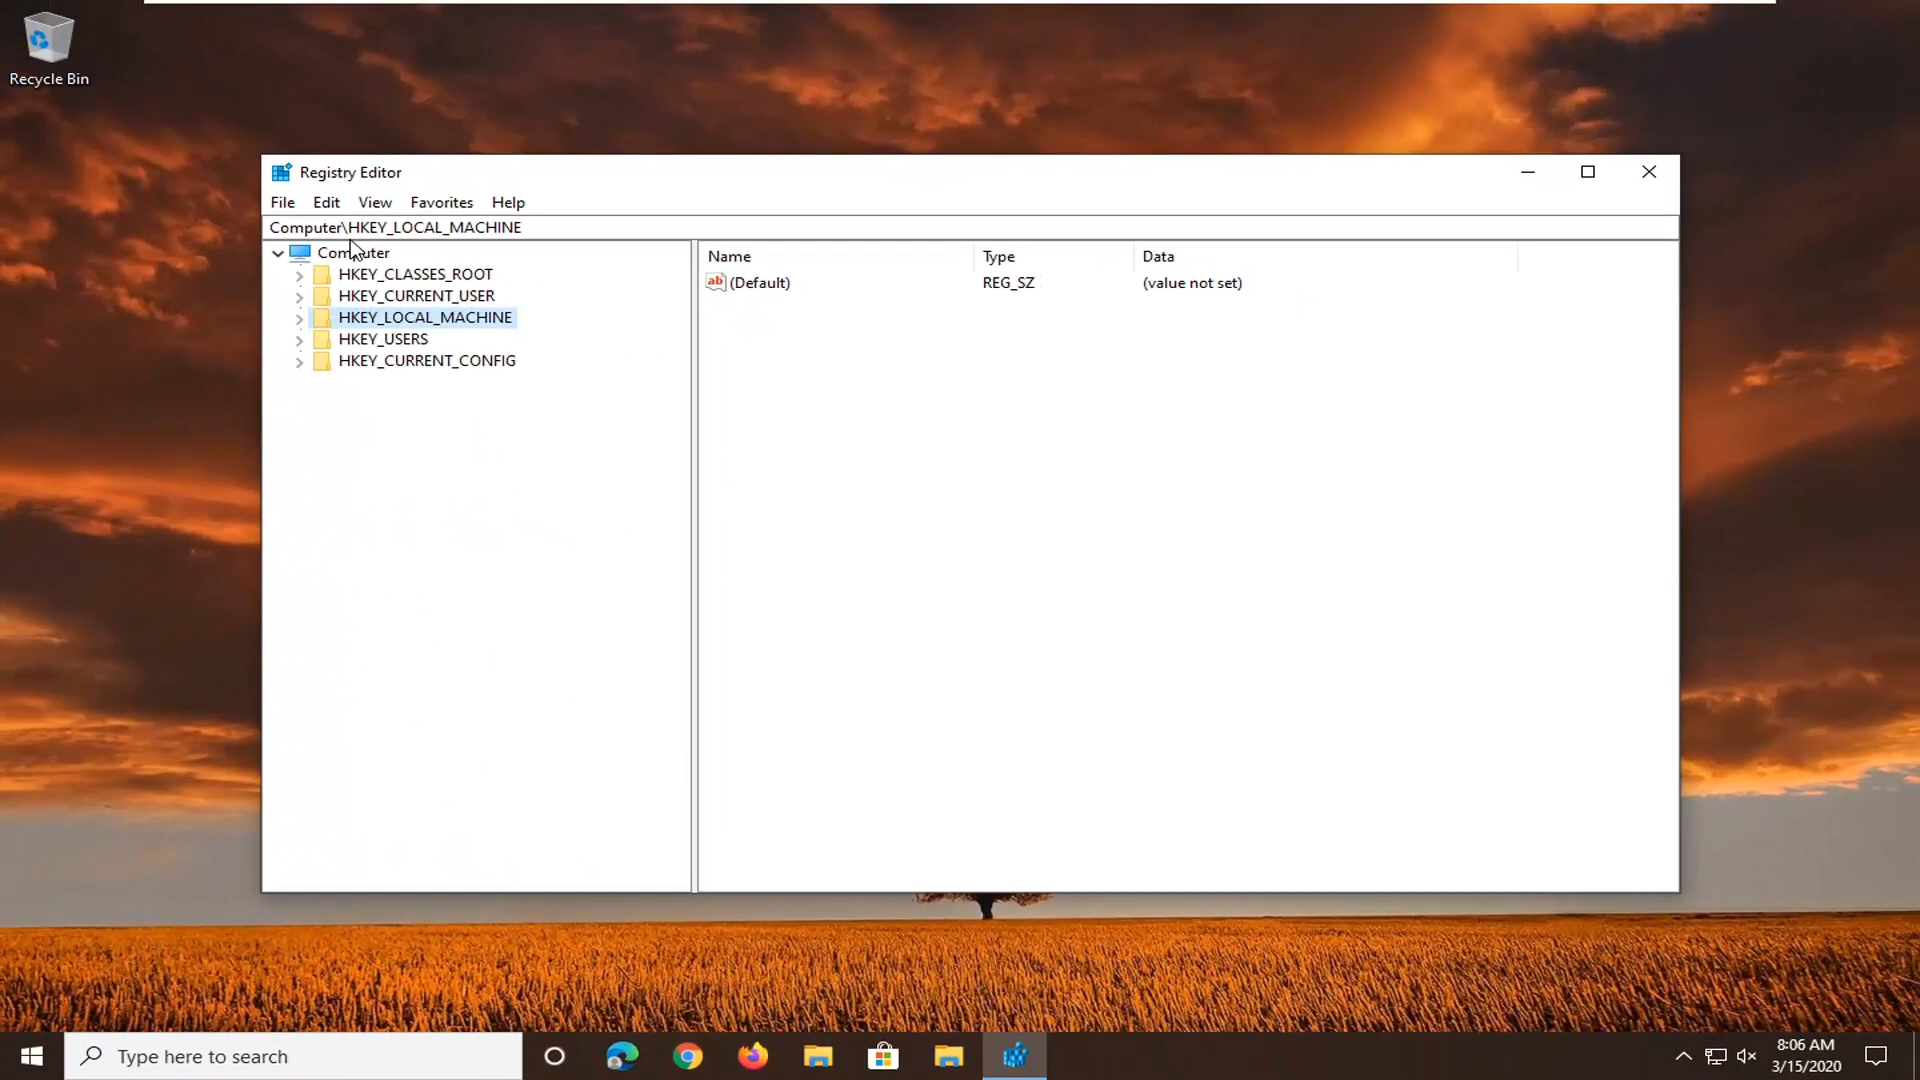 Recycle Bin
Registry Editor
File Edit View Favorites Help
Computer\HKEY_LOCAL_MACHINE
Computer
HKEY_CLASSES_ROOT
HKEY_CURRENT_USER
HKEY_LOCAL_MACHINE
HKEY_USERS
HKEY_CURRENT_CONFIG
Name Type Data
ab (Default) REG_SZ (value not set)
Type here to search
8:06 AM
3/15/2020